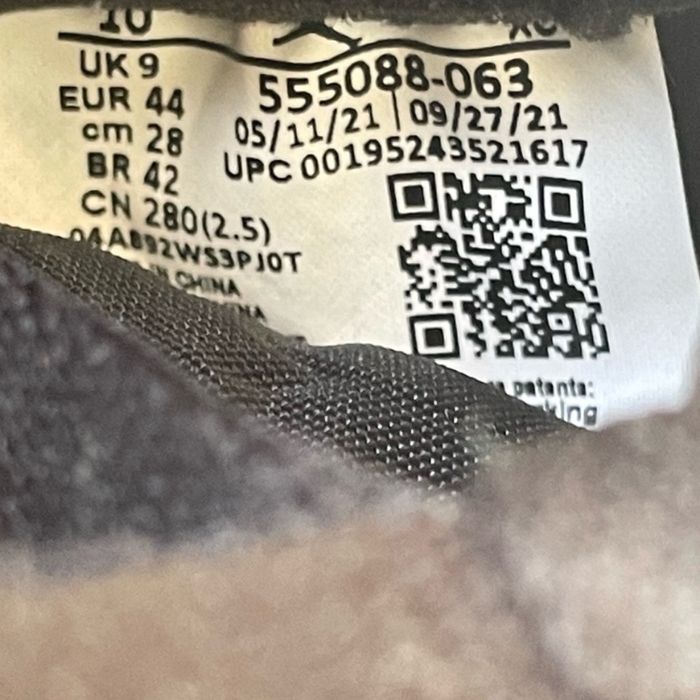 10
UK 9
EUR 44
cm 28
BR 42
CN 280(2.5)
555088-063
05/11/21 | 09/27/21
UPC 00195243521617
CHINA
patents: